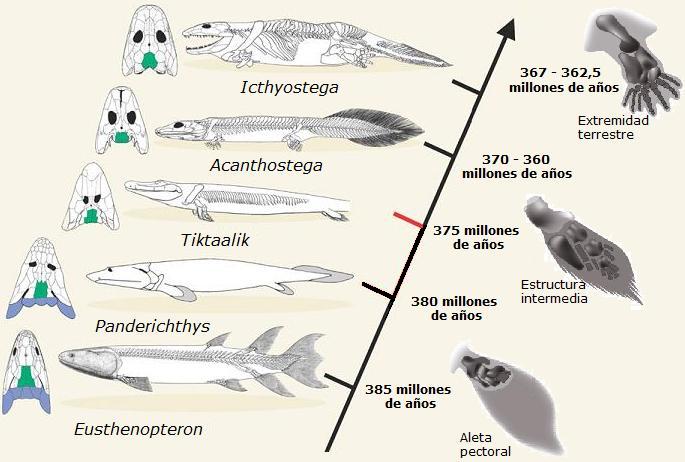 Icthyostega
367 - 362,5
millones de años
Extremidad
terrestre
Acanthostega
370 - 360
millones de años
Tiktaalik
375 millones
de años
Estructura
intermedia
Panderichthys
380 millones
de años
Eusthenopteron
385 millones
de años
Aleta
pectoral